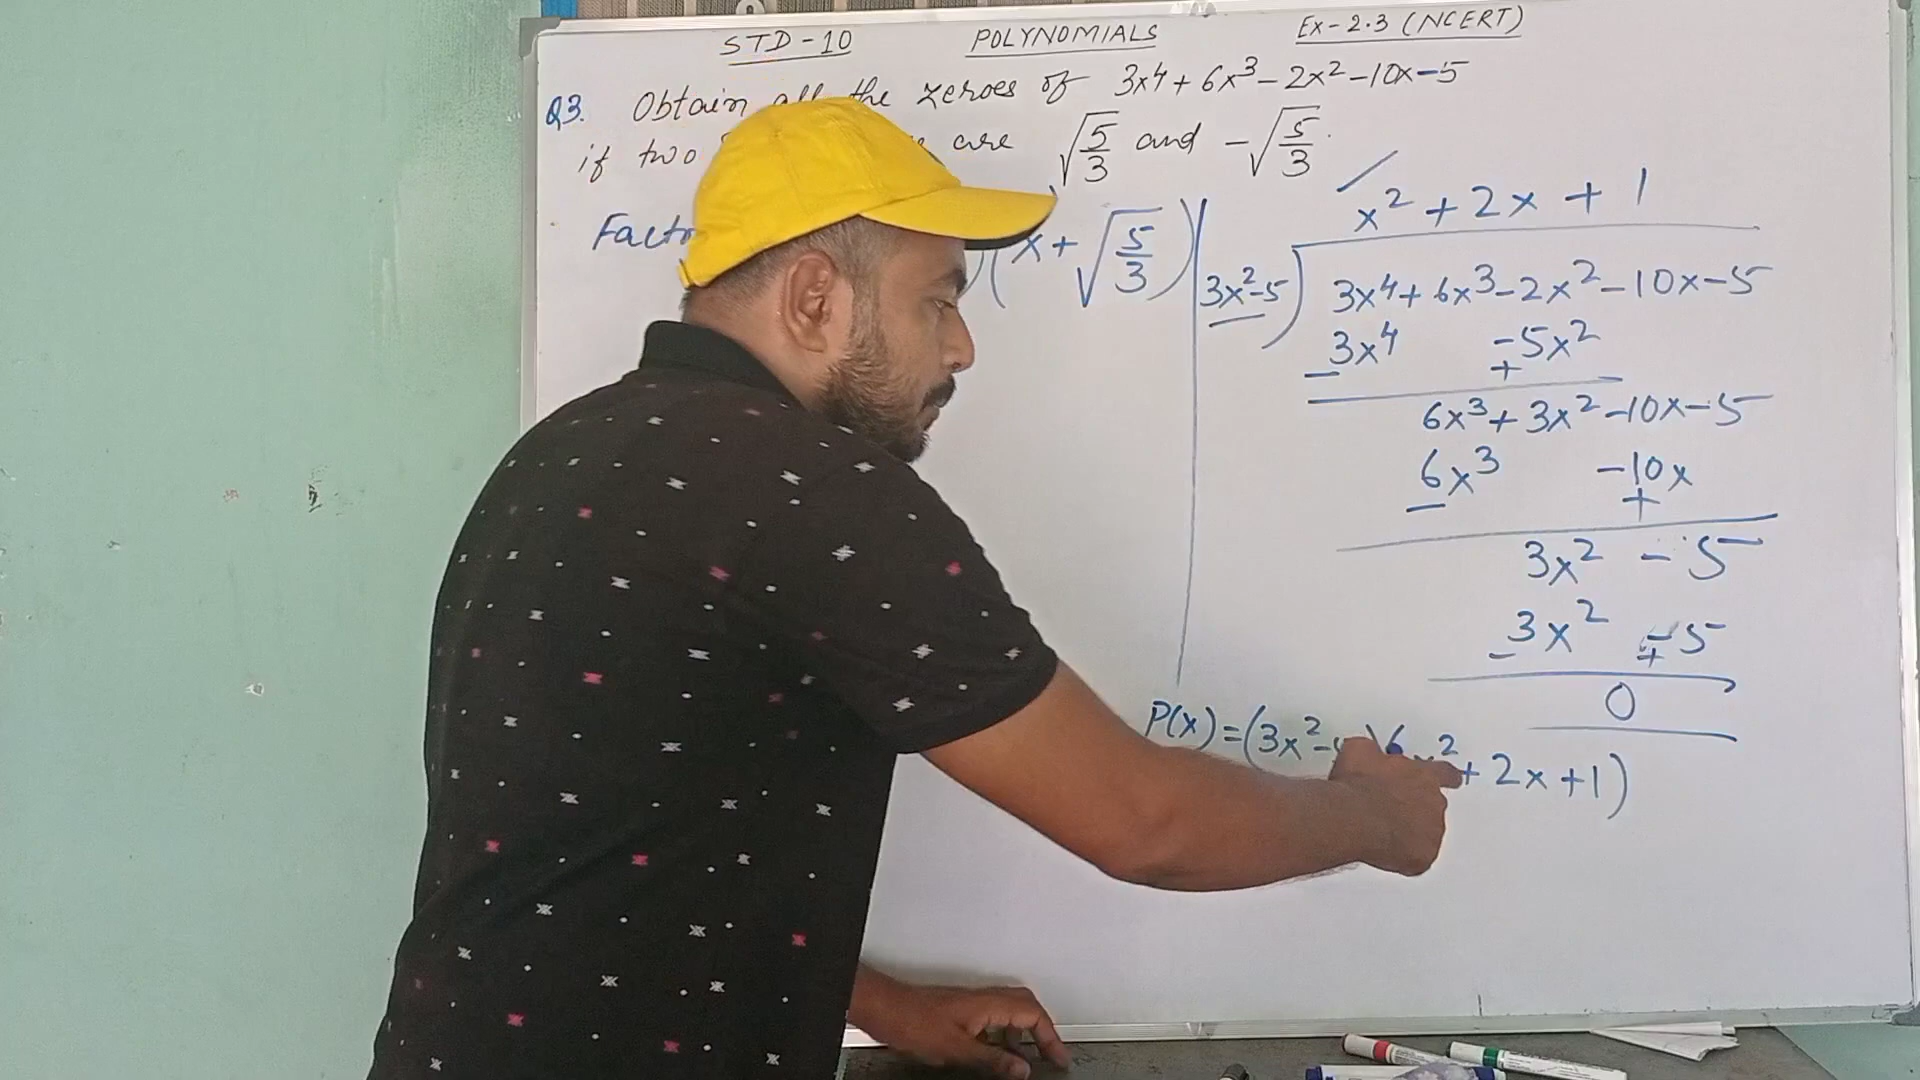 STD-10 POLYNOMIALS Ex-2.3 (NCERT)
Q3. Obtain all the zeroes of 3x⁴ + 6x³ - 2x² - 10x - 5
if two are √5/3 and -√5/3.
x + √5/3)
x² + 2x + 1
3x²-5) 3x⁴ + 6x³ - 2x² - 10x - 5
3x⁴ - 5x²
- +
6x³ + 3x² - 10x - 5
6x³ - 10x
- +
3x² - 5
3x² - 5
- +
0
P(x) = (3x² - + 2x + 1)